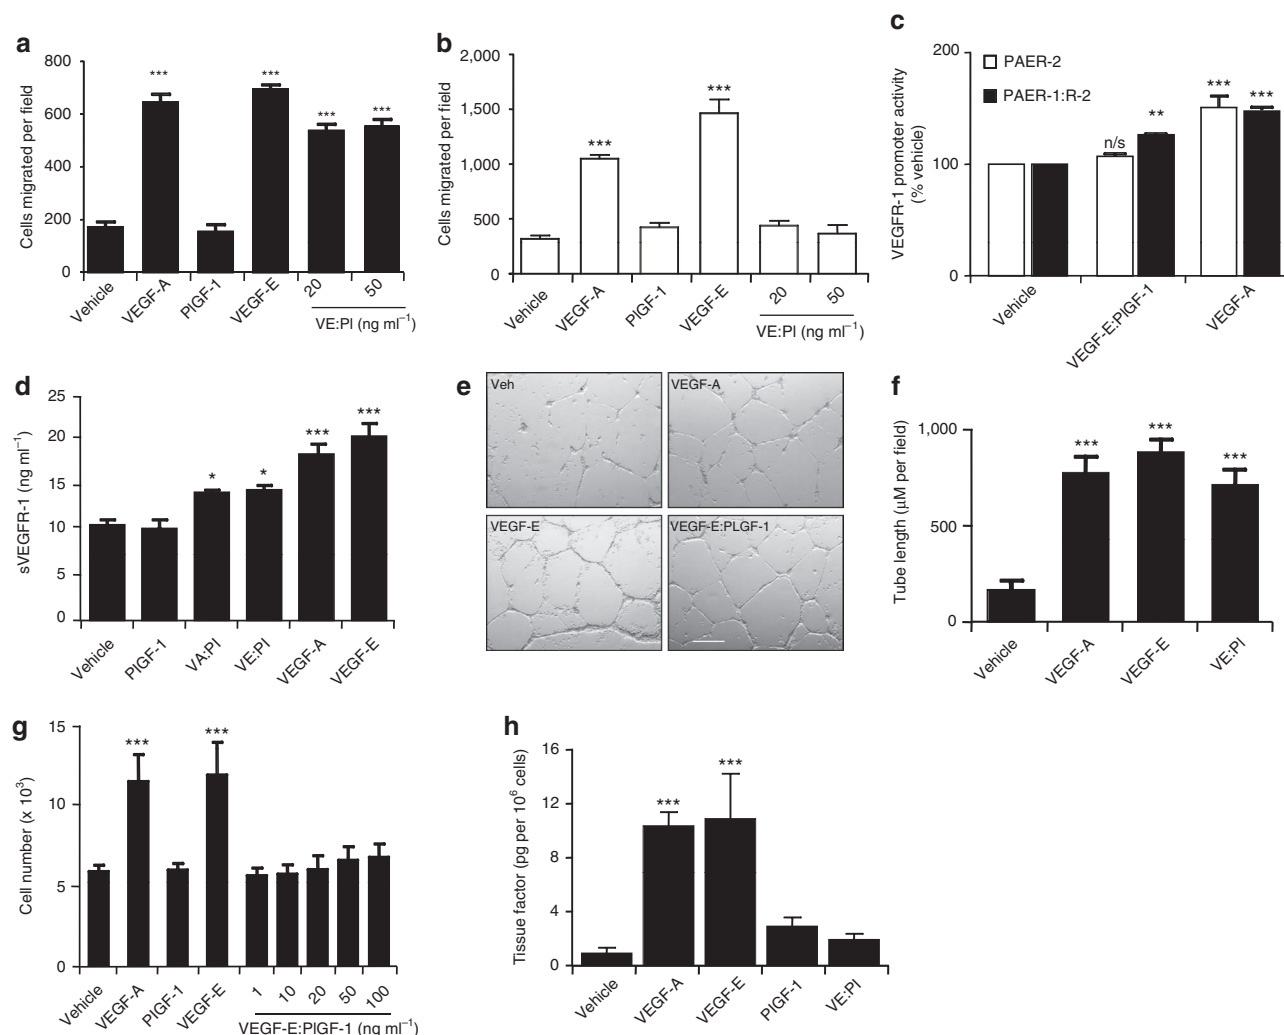 a
Cells migrated per field
800
600
400
200
0
***
***
***
***
Vehicle
VEGF-A
PlGF-1
VEGF-E
20
50
VE:Pl (ng ml⁻¹)
b
Cells migrated per field
2,000
1,500
1,000
500
0
***
***
Vehicle
VEGF-A
PlGF-1
VEGF-E
20
50
VE:Pl (ng ml⁻¹)
c
VEGFR-1 promoter activity
(% vehicle)
200
100
0
PAER-2
PAER-1:R-2
n/s
**
***
***
Vehicle
VEGF-E:PlGF-1
VEGF-A
d
sVEGFR-1 (ng ml⁻¹)
25
20
15
10
5
0
*
*
***
***
Vehicle
PlGF-1
VA:Pl
VE:Pl
VEGF-A
VEGF-E
e
Veh
VEGF-A
VEGF-E
VEGF-E:PLGF-1
f
Tube length (μM per field)
1,000
500
0
***
***
***
Vehicle
VEGF-A
VEGF-E
VE:Pl
g
Cell number (x 10³)
15
10
5
0
***
***
Vehicle
VEGF-A
PlGF-1
VEGF-E
1
10
20
50
100
VEGF-E:PlGF-1 (ng ml⁻¹)
h
Tissue factor (pg per 10⁶ cells)
16
12
8
4
0
***
***
Vehicle
VEGF-A
VEGF-E
PlGF-1
VE:Pl